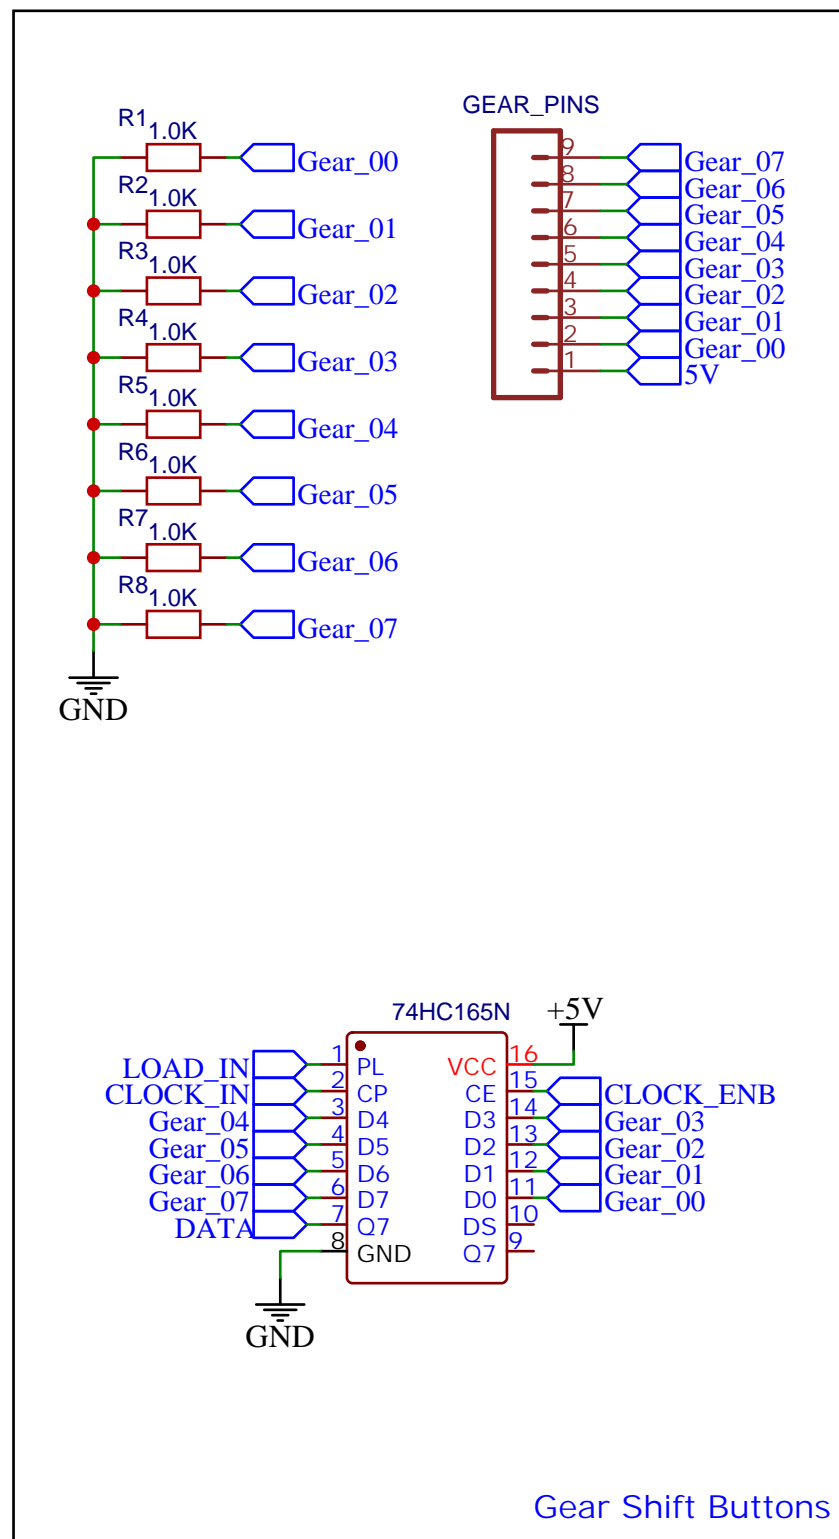 GEAR_PINS
R1
1.0K
Gear_00
R2
1.0K
Gear_01
R3
1.0K
Gear_02
R4
1.0K
Gear_03
R5
1.0K
Gear_04
R6
1.0K
Gear_05
R7
1.0K
Gear_06
R8
1.0K
Gear_07
GND
9 Gear_07
8 Gear_06
7 Gear_05
6 Gear_04
5 Gear_03
4 Gear_02
3 Gear_01
2 Gear_00
1 5V
74HC165N
+5V
LOAD_IN 1 PL VCC 16
CLOCK_IN 2 CP CE 15 CLOCK_ENB
Gear_04 3 D4 D3 14 Gear_03
Gear_05 4 D5 D2 13 Gear_02
Gear_06 5 D6 D1 12 Gear_01
Gear_07 6 D7 D0 11 Gear_00
DATA 7 Q7 DS 10
8 GND Q7 9
GND
Gear Shift Buttons